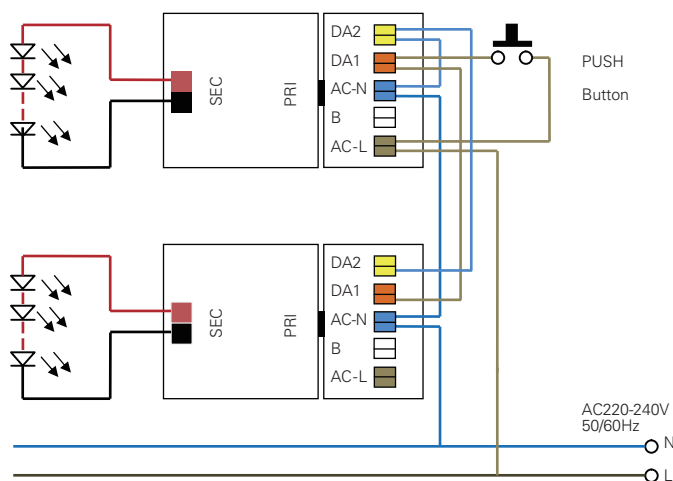 DA2
DA1
AC-N
B
AC-L
SEC
PRI
PUSH
Button
DA2
DA1
AC-N
B
AC-L
SEC
PRI
AC220-240V
50/60Hz
N
L